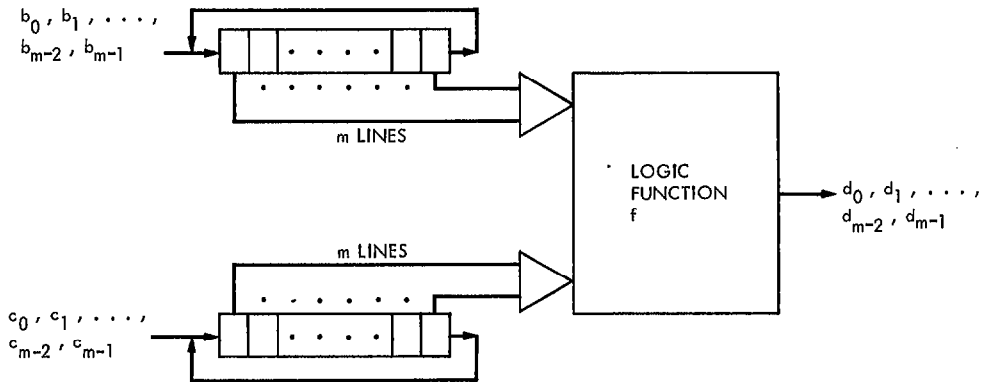 b0 , b1 , . . . ,
bm-2 , bm-1
m LINES
LOGIC
FUNCTION
f
d0 , d1 , . . . ,
dm-2 , dm-1
m LINES
c0 , c1 , . . . ,
cm-2 , cm-1